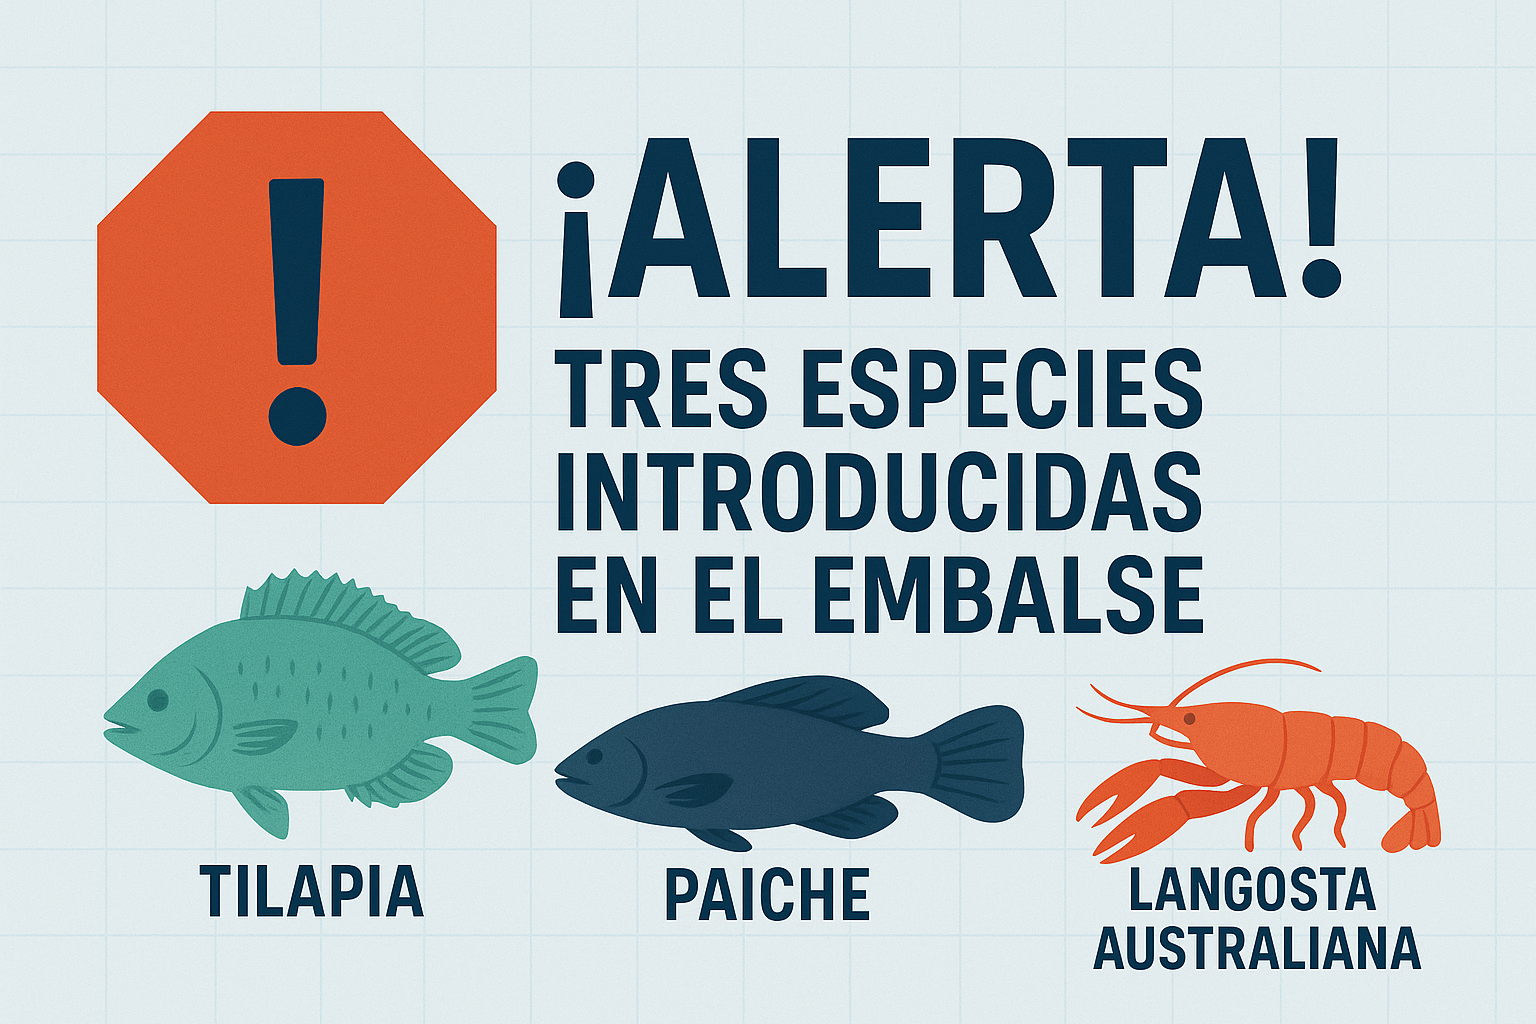 ¡ALERTA!
TRES ESPECIES
INTRODUCIDAS
EN EL EMBALSE
TILAPIA
PAICHE
LANGOSTA
AUSTRALIANA